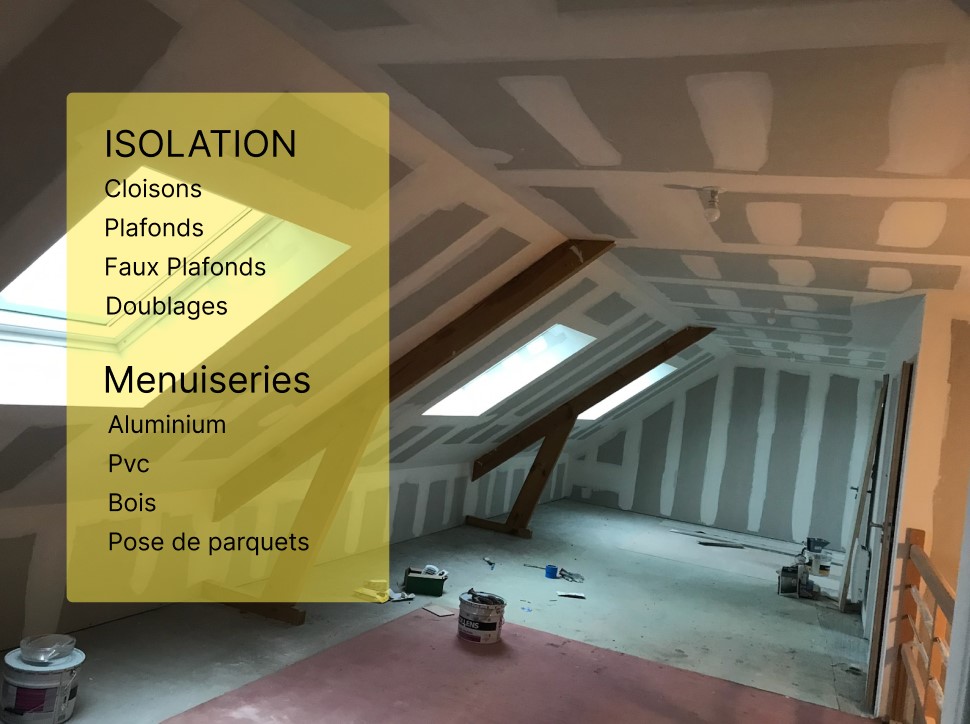 ISOLATION
Cloisons
Plafonds
Faux Plafonds
Doublages
Menuiseries
Aluminium
Pvc
Bois
Pose de parquets